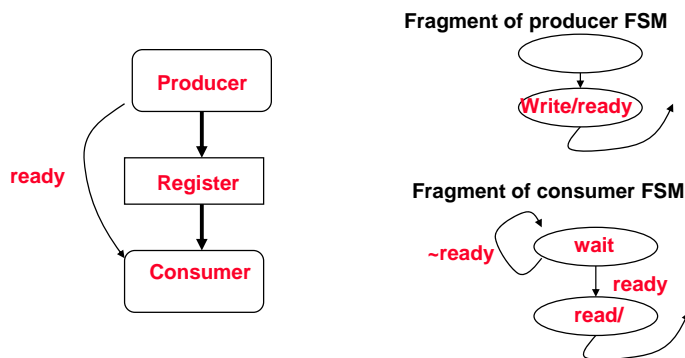 Fragment of producer FSM
Producer
Write/ready
ready
Register
Fragment of consumer FSM
wait
~ready
Consumer
ready
read/